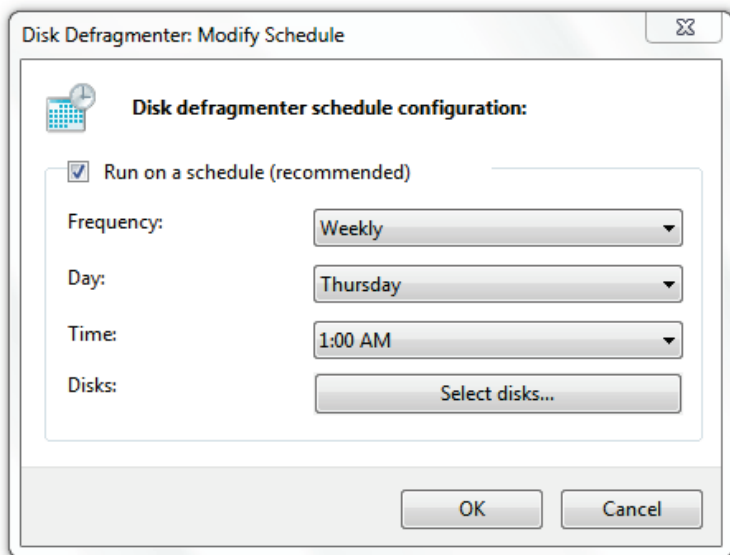 Disk Defragmenter: Modify Schedule
Disk defragmenter schedule configuration:
Run on a schedule (recommended)
Frequency: Weekly
Day: Thursday
Time: 1:00 AM
Disks: Select disks...
OK Cancel